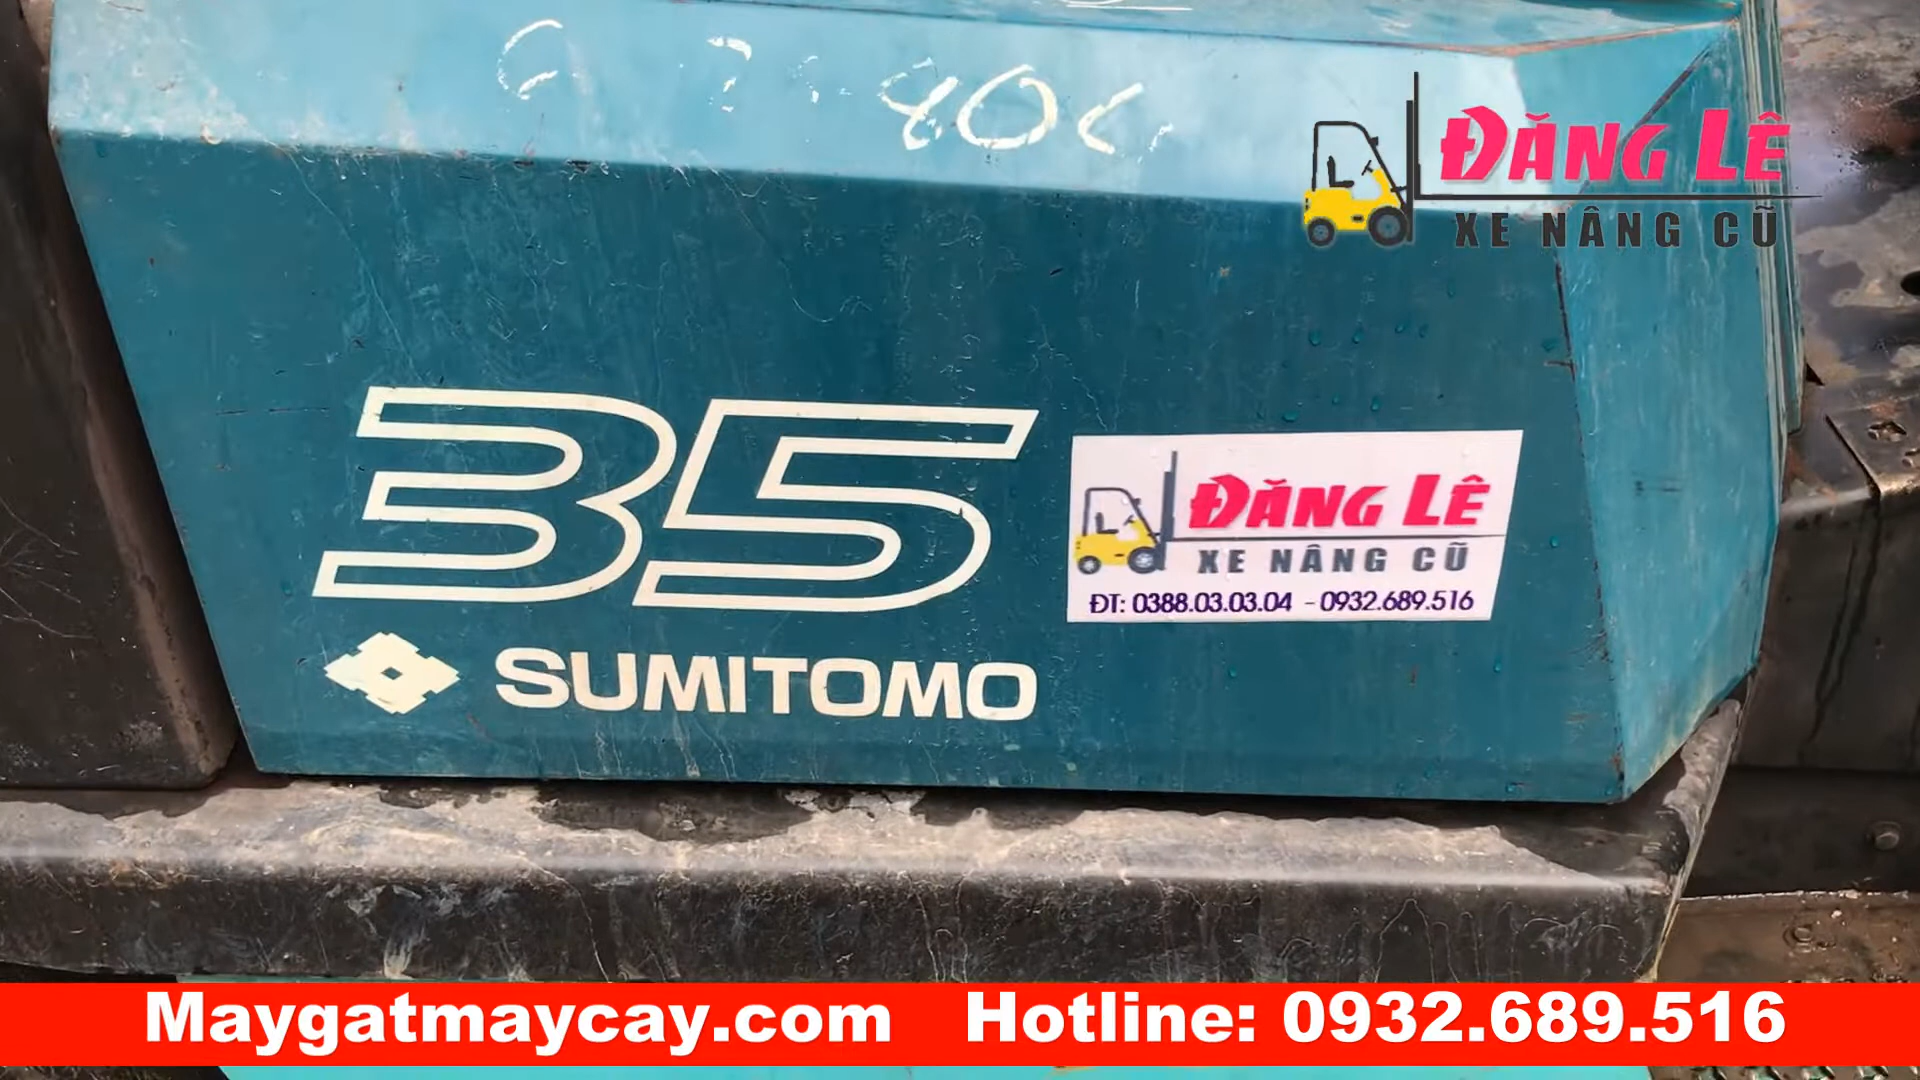 ĐĂNG LÊ
XE NÂNG CŨ
35
SUMITOMO
ĐĂNG LÊ
XE NÂNG CŨ
ĐT: 0388.03.03.04 - 0932.689.516
Maygatmaycay.com Hotline: 0932.689.516